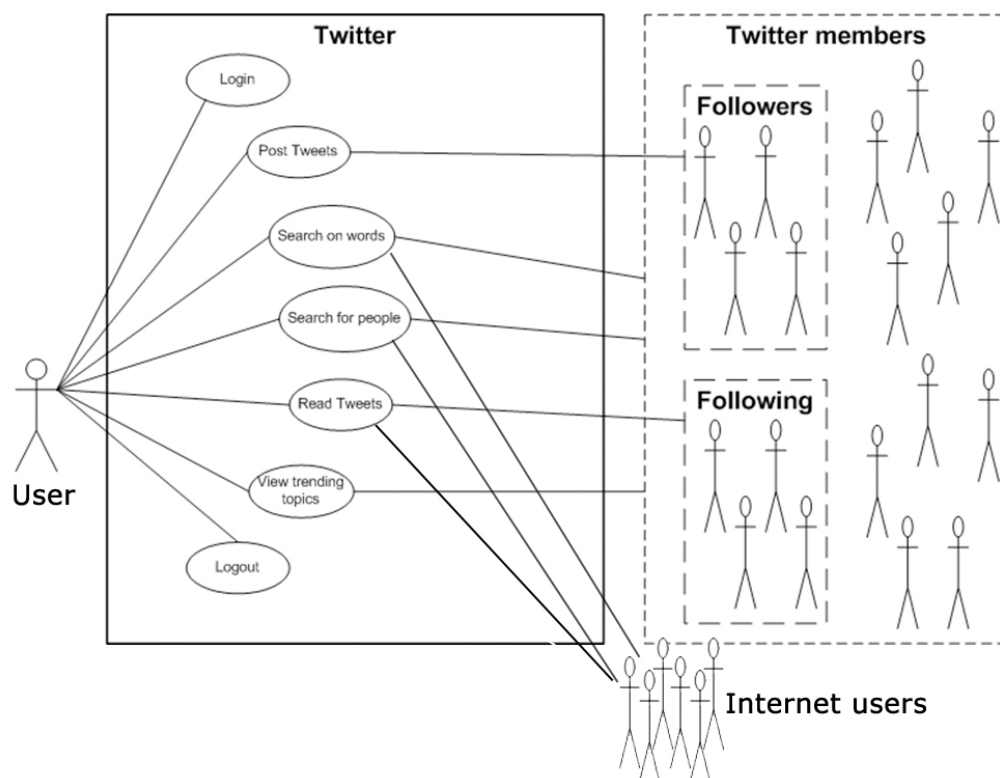 Twitter
Twitter members
Login
Followers
Post Tweets
Search on words
Search for people
Read Tweets
Following
View trending
topics
User
Logout
Internet users